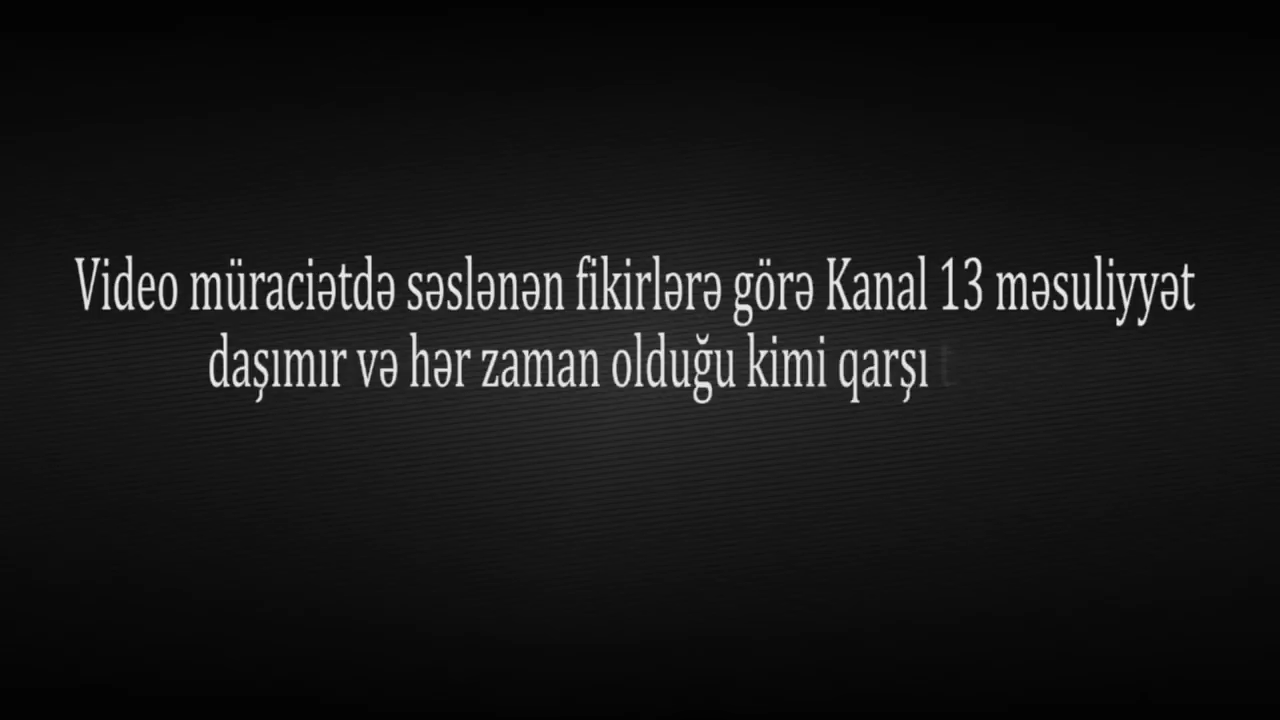 Video müraciətdə səslənən fikirlərə görə Kanal 13 məsuliyyət
daşımır və hər zaman olduğu kimi qarşı